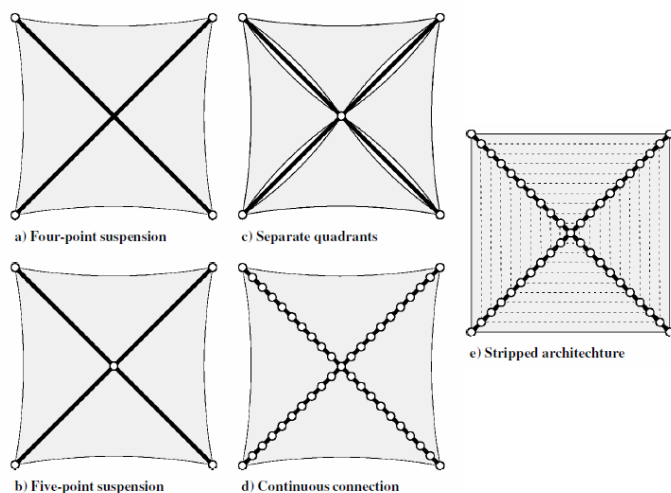 a) Four-point suspension
c) Separate quadrants
e) Stripped architechture
b) Five-point suspension
d) Continuous connection